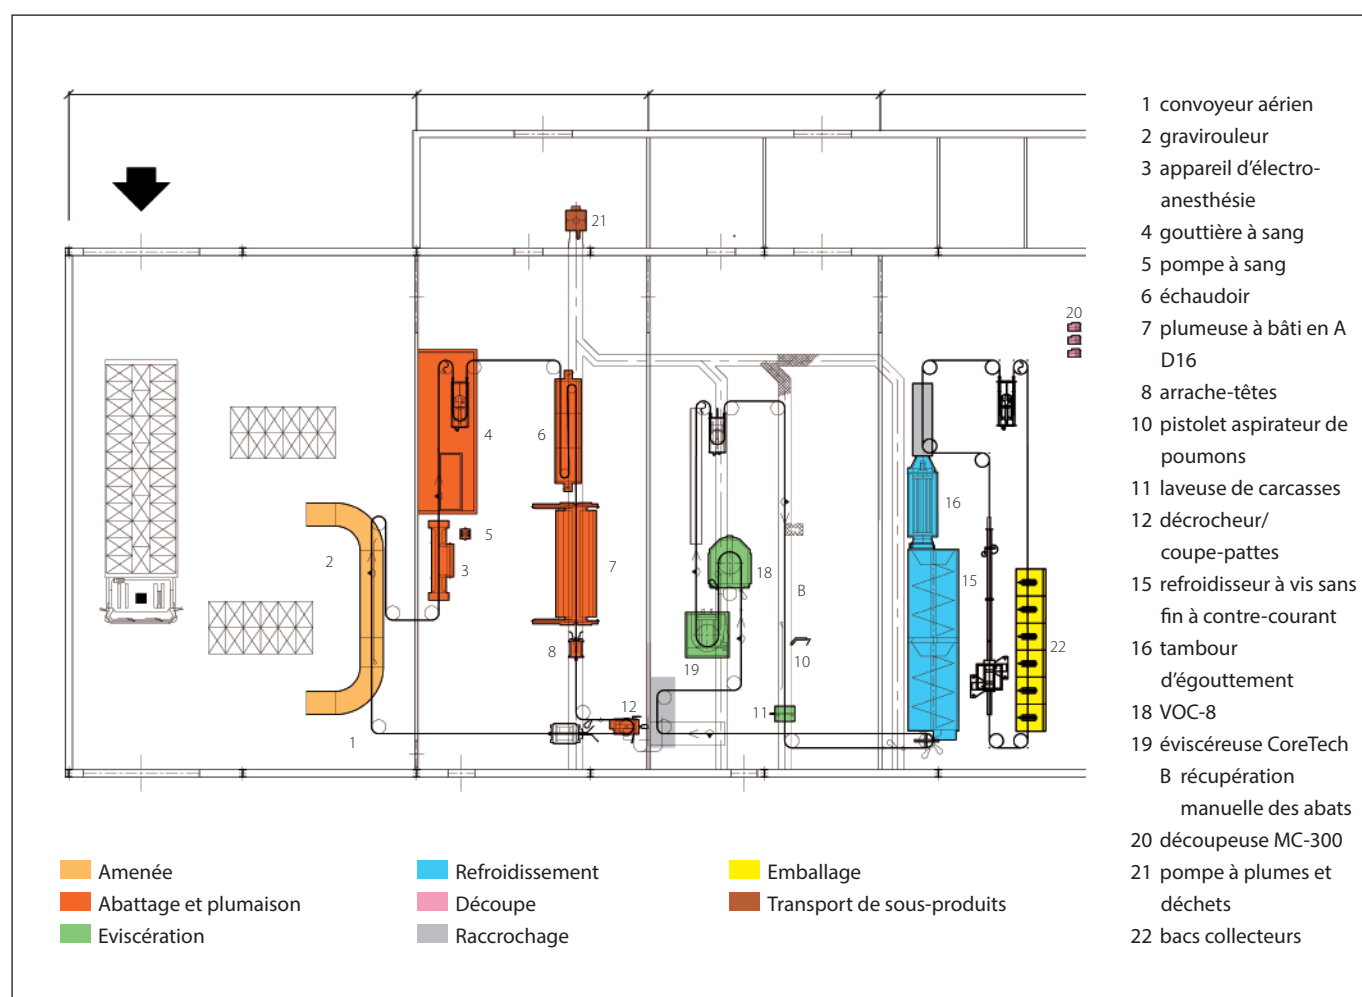 1 convoyeur aérien
2 gravirouleur
3 appareil d'électro-
anesthésie
4 gouttière à sang
5 pompe à sang
6 échaudoir
7 plumeuse à bâti en A
D16
8 arrache-têtes
10 pistolet aspirateur de
poumons
11 laveuse de carcasses
12 décrocheur/
coupe-pattes
15 refroidisseur à vis sans
fin à contre-courant
16 tambour
d'égouttement
18 VOC-8
19 éviscéreuse CoreTech
B récupération
manuelle des abats
20 découpeuse MC-300
21 pompe à plumes et
déchets
22 bacs collecteurs
21
20
4
6
16
5
2
3
7
18
15
B
8
19
10
22
12
11
1
Amenée
Abattage et plumaison
Eviscération
Refroidissement
Découpe
Raccrochage
Emballage
Transport de sous-produits